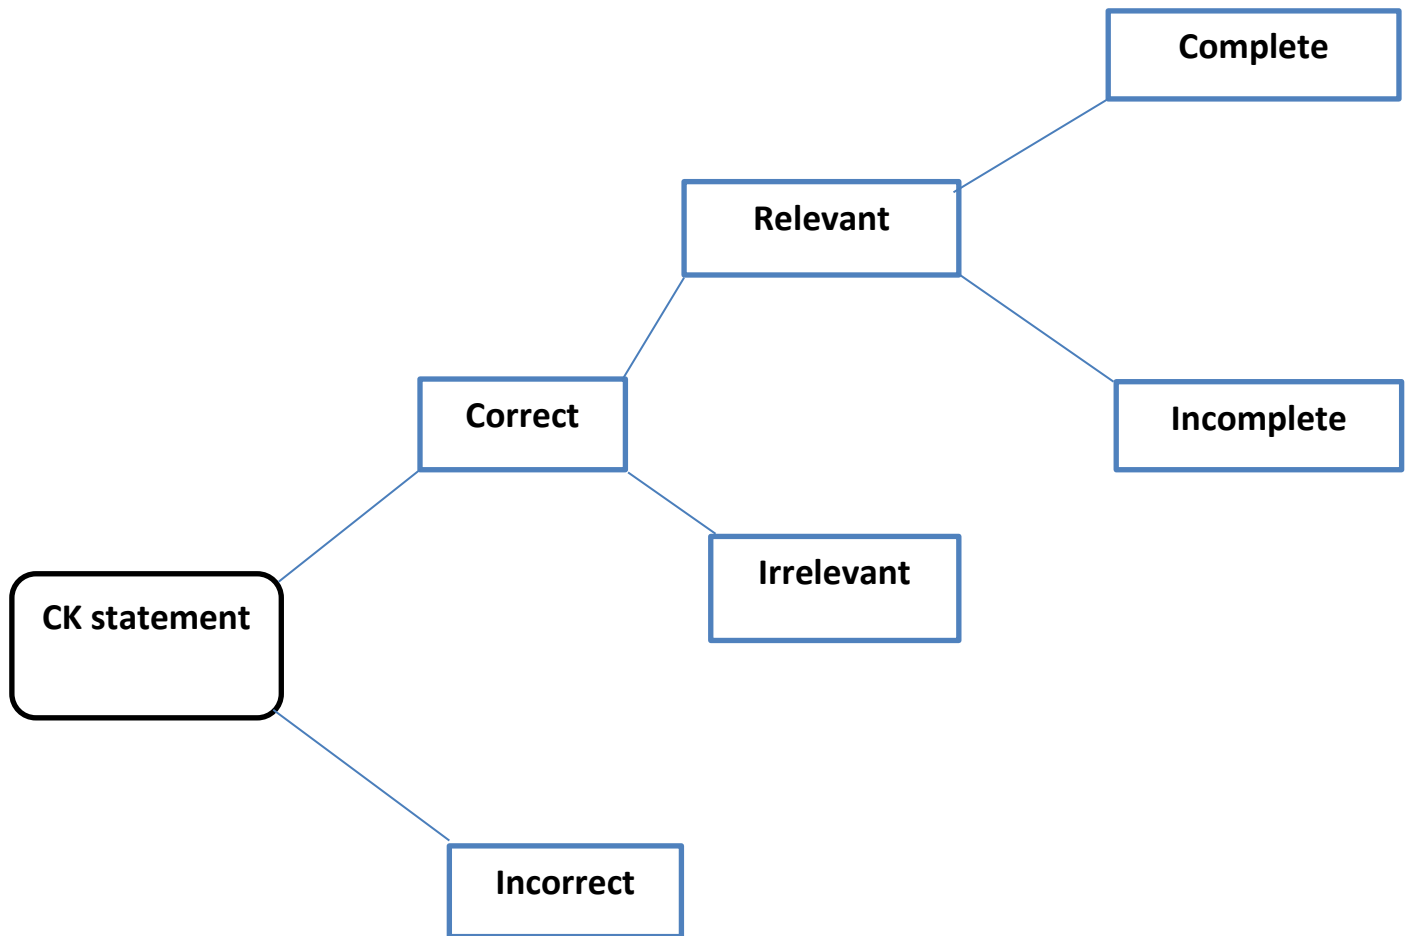 Complete
Relevant
Correct
Incomplete
Irrelevant
CK statement
Incorrect